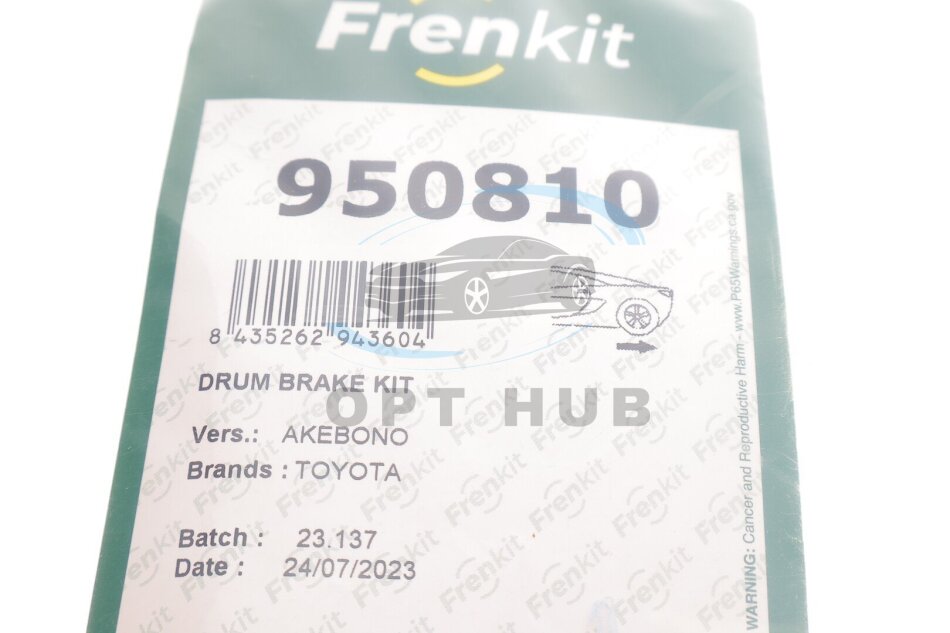 Frenkit
950810
8 435262 943604
DRUM BRAKE KIT
OPT HUB
Vers.: AKEBONO
Brands : TOYOTA
Batch : 23.137
Date : 24/07/2023
WARNING: Cancer and Reproductive Harm - www.P65Warnings.ca.gov